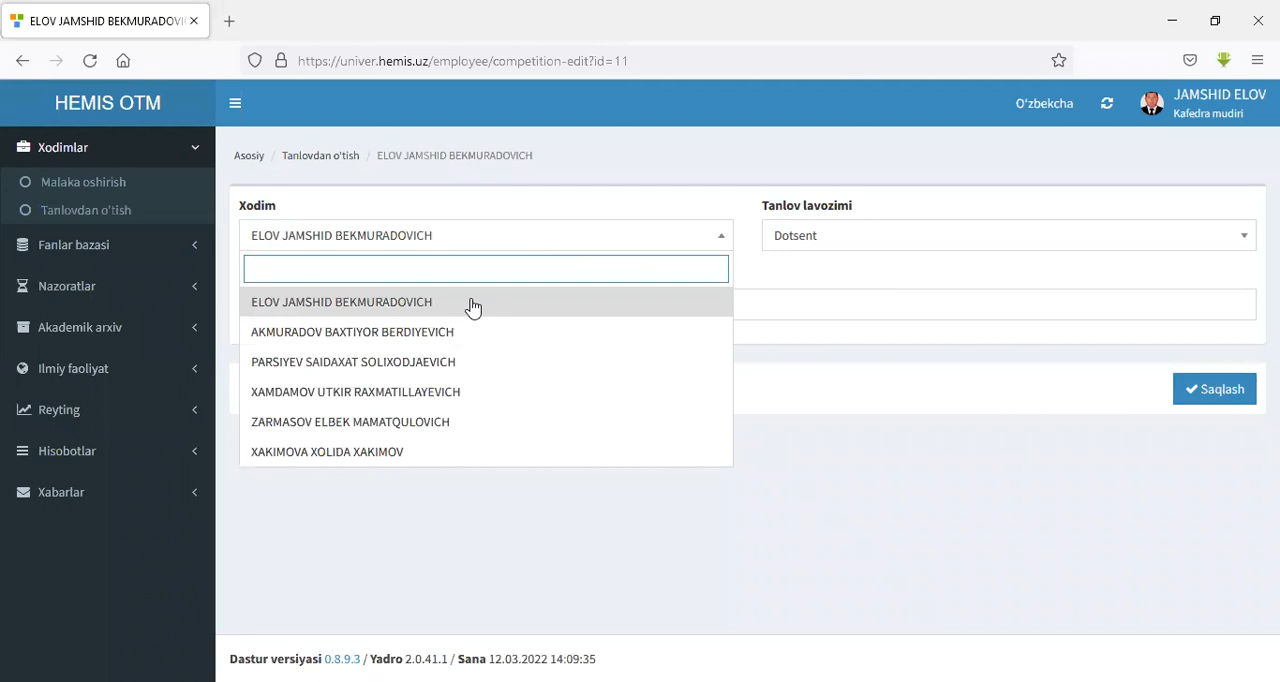 ELOV JAMSHID BEKMURADOVI
https://univer.hemis.uz/employee/competition-edit?id=11
HEMIS OTM
O'zbekcha
JAMSHID ELOV
Kafedra mudiri
Xodimlar
Malaka oshirish
Tanlovdan o'tish
Fanlar bazasi
Nazoratlar
Akademik arxiv
Ilmiy faoliyat
Reyting
Hisobotlar
Xabarlar
Asosiy / Tanlovdan o'tish / ELOV JAMSHID BEKMURADOVICH
Xodim
ELOV JAMSHID BEKMURADOVICH
ELOV JAMSHID BEKMURADOVICH
AKMURADOV BAXTIYOR BERDIYEVICH
PARSIYEV SAIDAXAT SOLIXODJAEVICH
XAMDAMOV UTKIR RAXMATILLAYEVICH
ZARMASOV ELBEK MAMATQULOVICH
XAKIMOVA XOLIDA XAKIMOV
Tanlov lavozimi
Dotsent
Saqlash
Dastur versiyasi 0.8.9.3 / Yadro 2.0.41.1 / Sana 12.03.2022 14:09:35